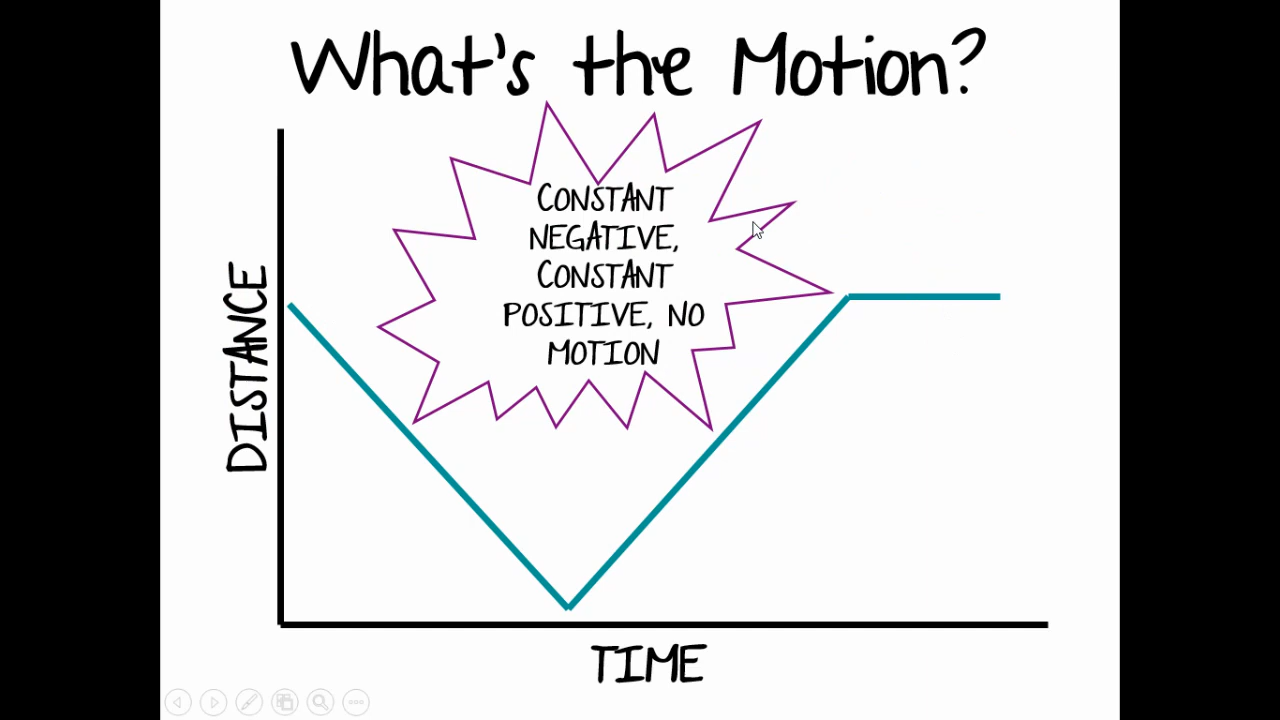 What's the Motion?
CONSTANT
NEGATIVE,
CONSTANT
POSITIVE, NO
MOTION
DISTANCE
TIME